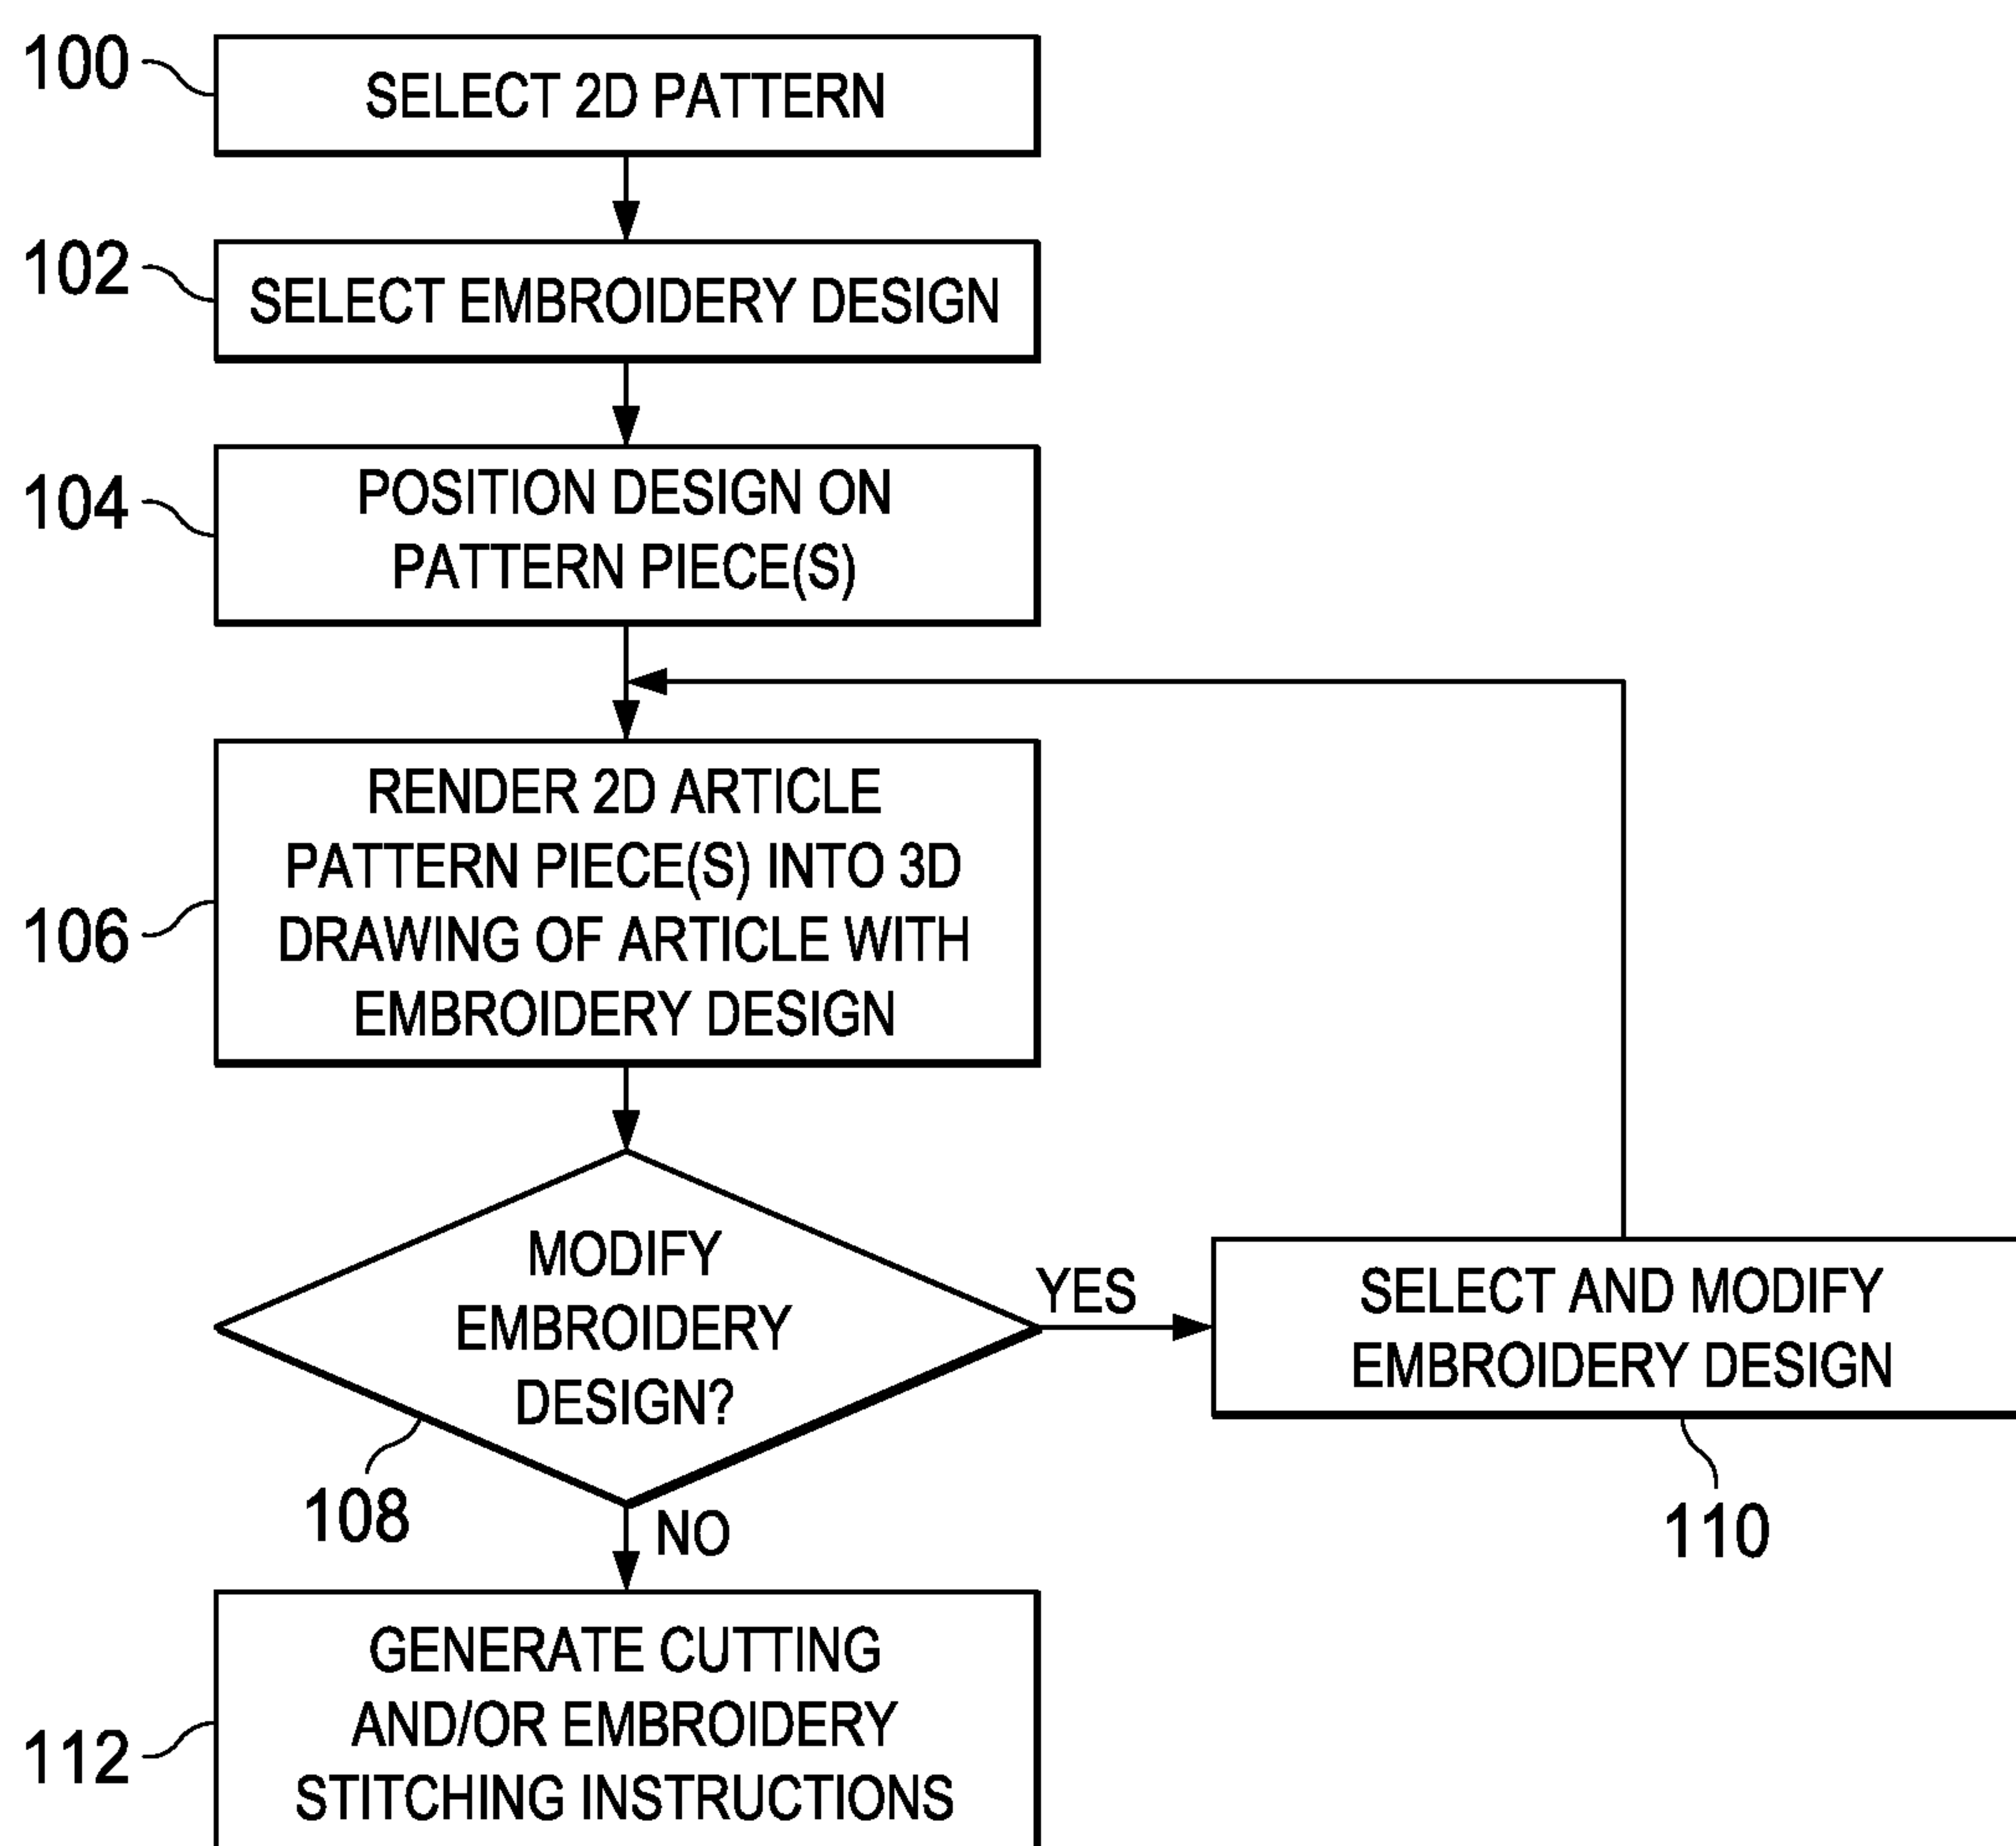 100
SELECT 2D PATTERN
102
SELECT EMBROIDERY DESIGN
104
POSITION DESIGN ON
PATTERN PIECE(S)
106
RENDER 2D ARTICLE
PATTERN PIECE(S) INTO 3D
DRAWING OF ARTICLE WITH
EMBROIDERY DESIGN
MODIFY
EMBROIDERY
DESIGN?
108
YES
SELECT AND MODIFY
EMBROIDERY DESIGN
110
NO
112
GENERATE CUTTING
AND/OR EMBROIDERY
STITCHING INSTRUCTIONS